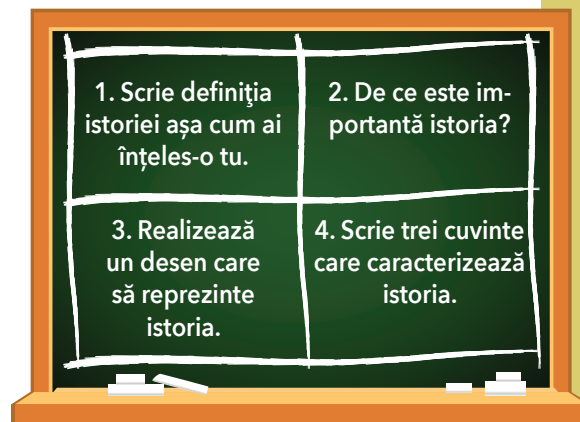 1. Scrie definiţia
istoriei așa cum ai
înțeles-o tu.
2. De ce este im-
portantă istoria?
3. Realizează
un desen care
să reprezinte
istoria.
4. Scrie trei cuvinte
care caracterizează
istoria.